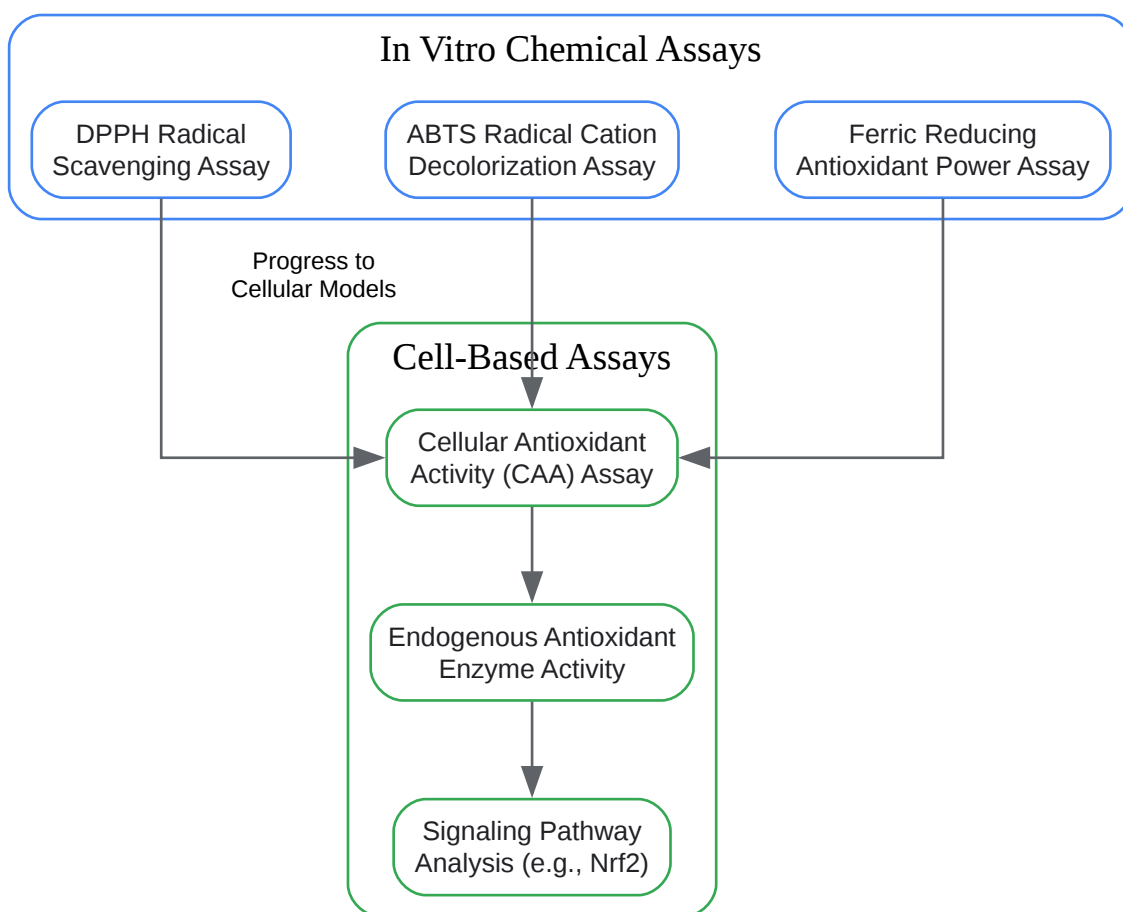 In Vitro Chemical Assays
DPPH Radical
Scavenging Assay
ABTS Radical Cation
Decolorization Assay
Ferric Reducing
Antioxidant Power Assay
Progress to
Cellular Models
Cell-Based Assays
Cellular Antioxidant
Activity (CAA) Assay
Endogenous Antioxidant
Enzyme Activity
Signaling Pathway
Analysis (e.g., Nrf2)